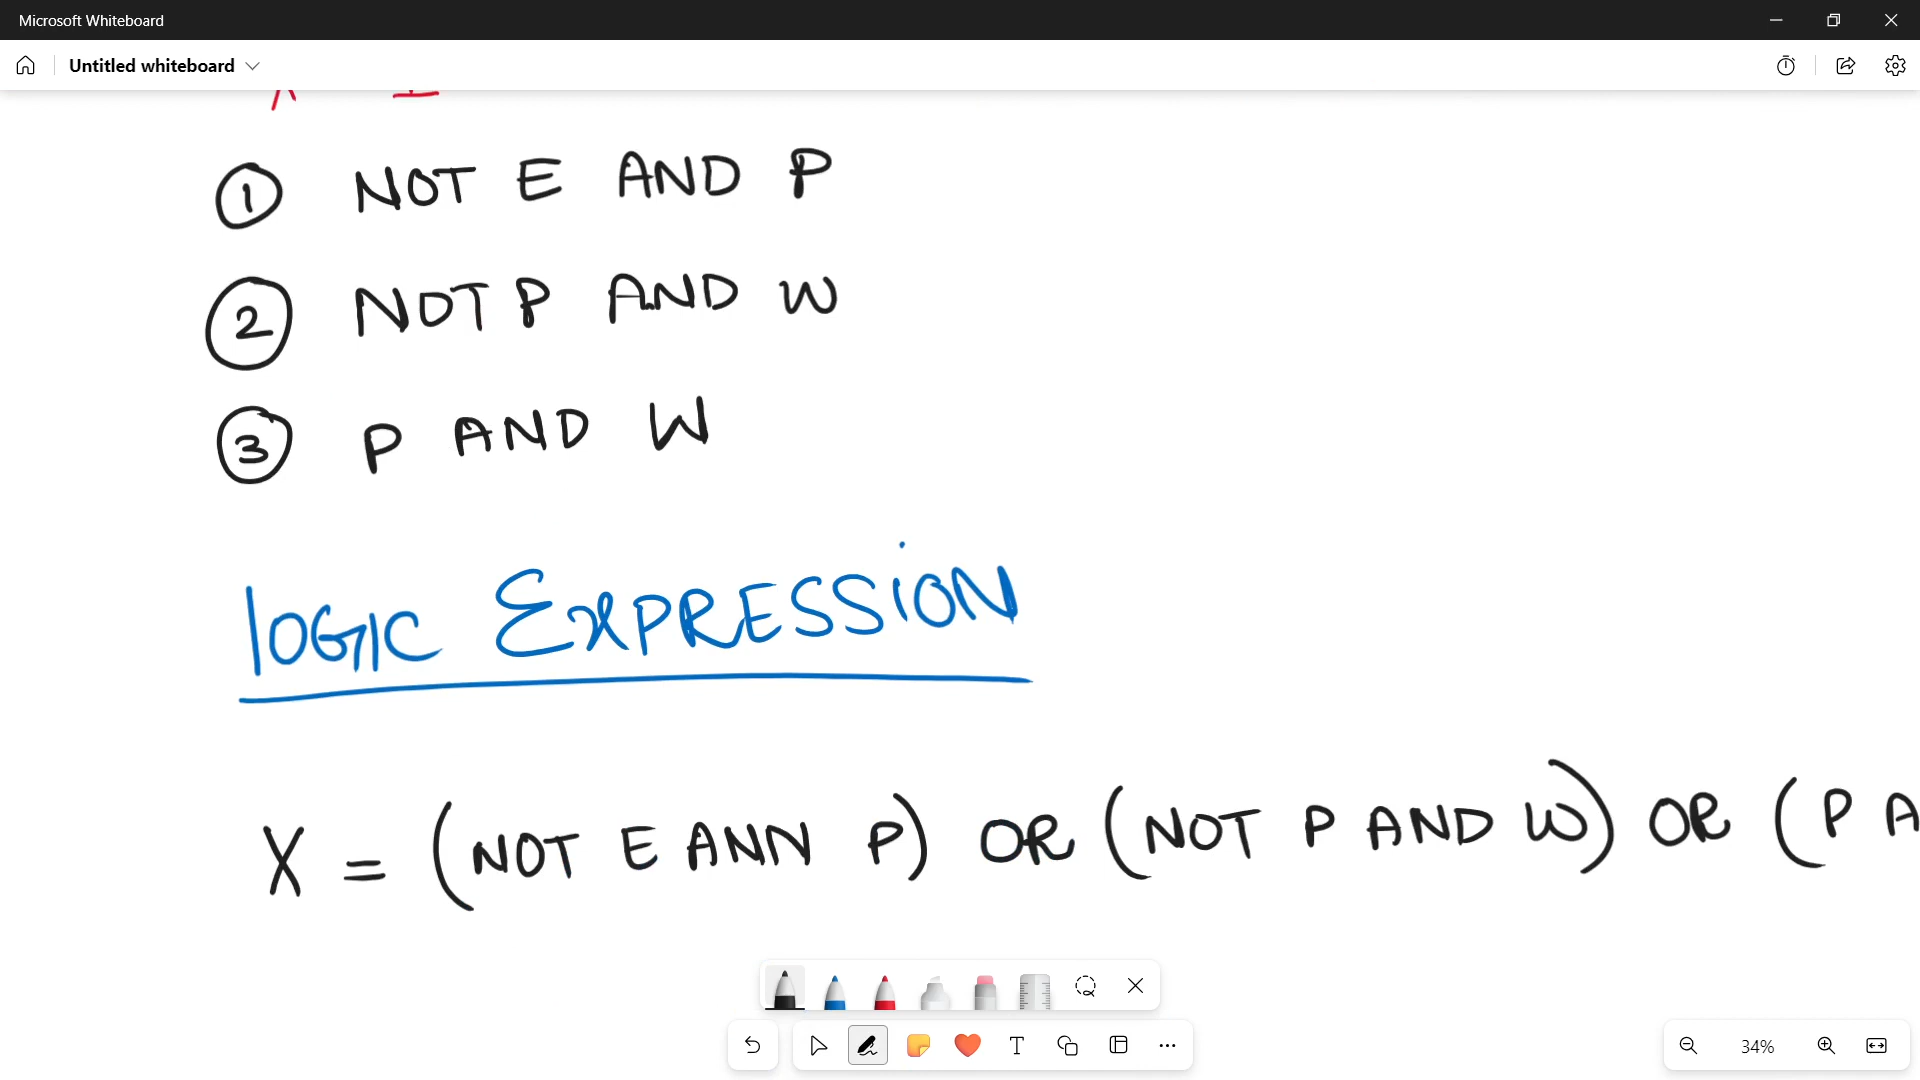 Microsoft Whiteboard
Untitled whiteboard
1 NOT E AND P
2 NOT P AND W
3 P AND W
LOGIC EXPRESSION
X = (NOT E ANN P) OR (NOT P AND W) OR (P A
34%